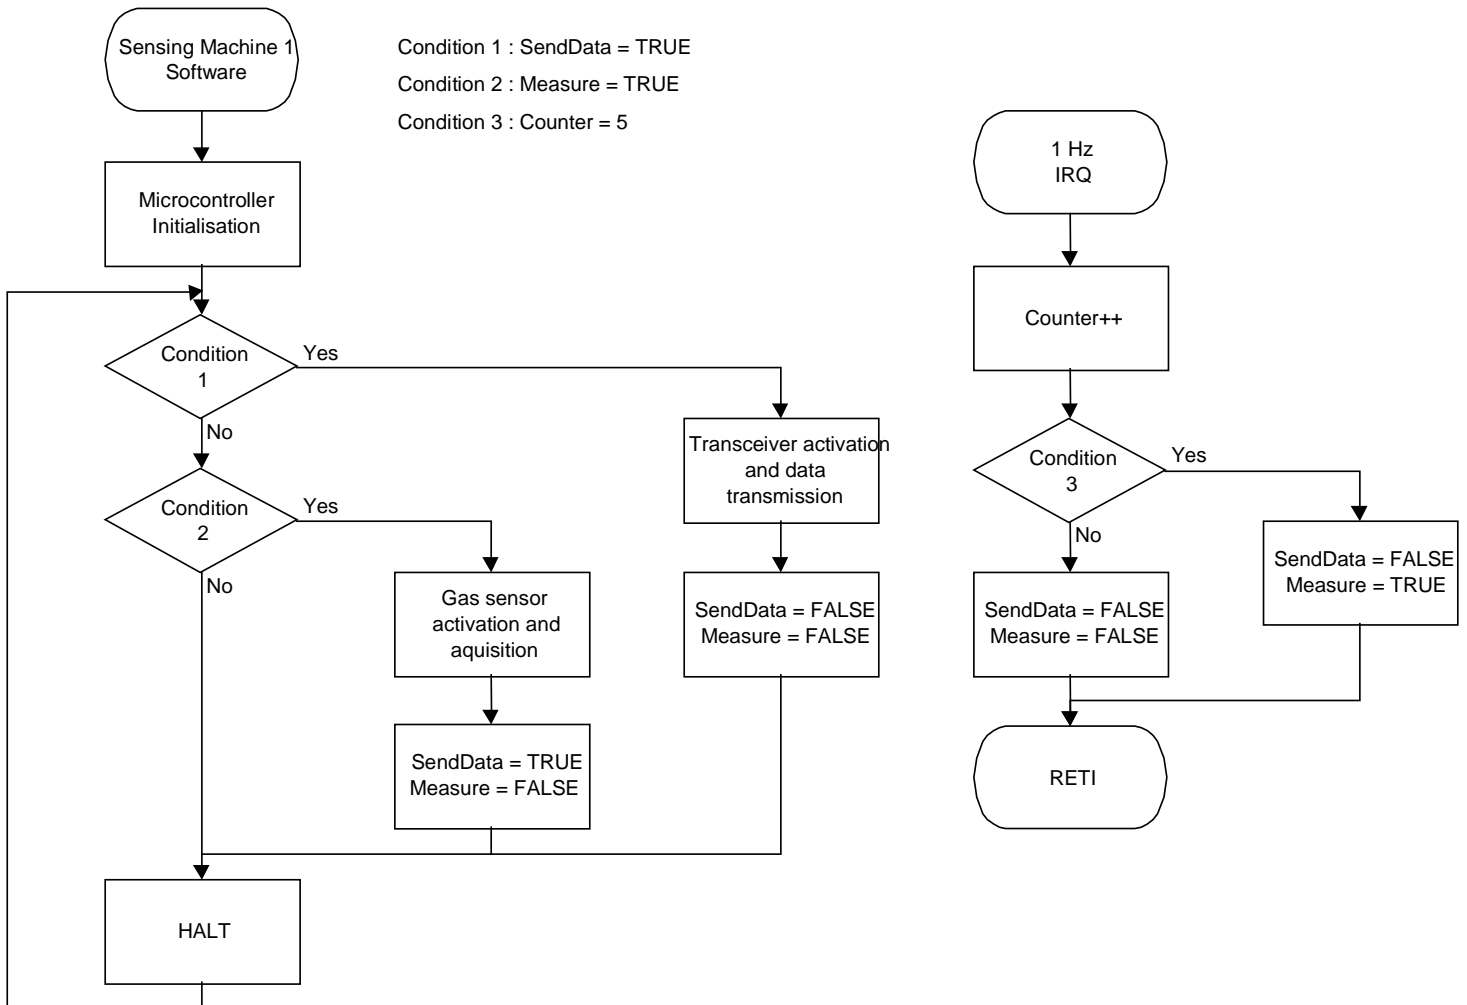 Sensing Machine 1
Software
Condition 1 : SendData = TRUE
Condition 2 : Measure = TRUE
Condition 3 : Counter = 5
Microcontroller
Initialisation
Condition
1
Yes
No
Transceiver activation
and data
transmission
Condition
2
Yes
No
Gas sensor
activation and
aquisition
SendData = FALSE
Measure = FALSE
SendData = TRUE
Measure = FALSE
HALT
1 Hz
IRQ
Counter++
Condition
3
Yes
No
SendData = FALSE
Measure = TRUE
SendData = FALSE
Measure = FALSE
RETI